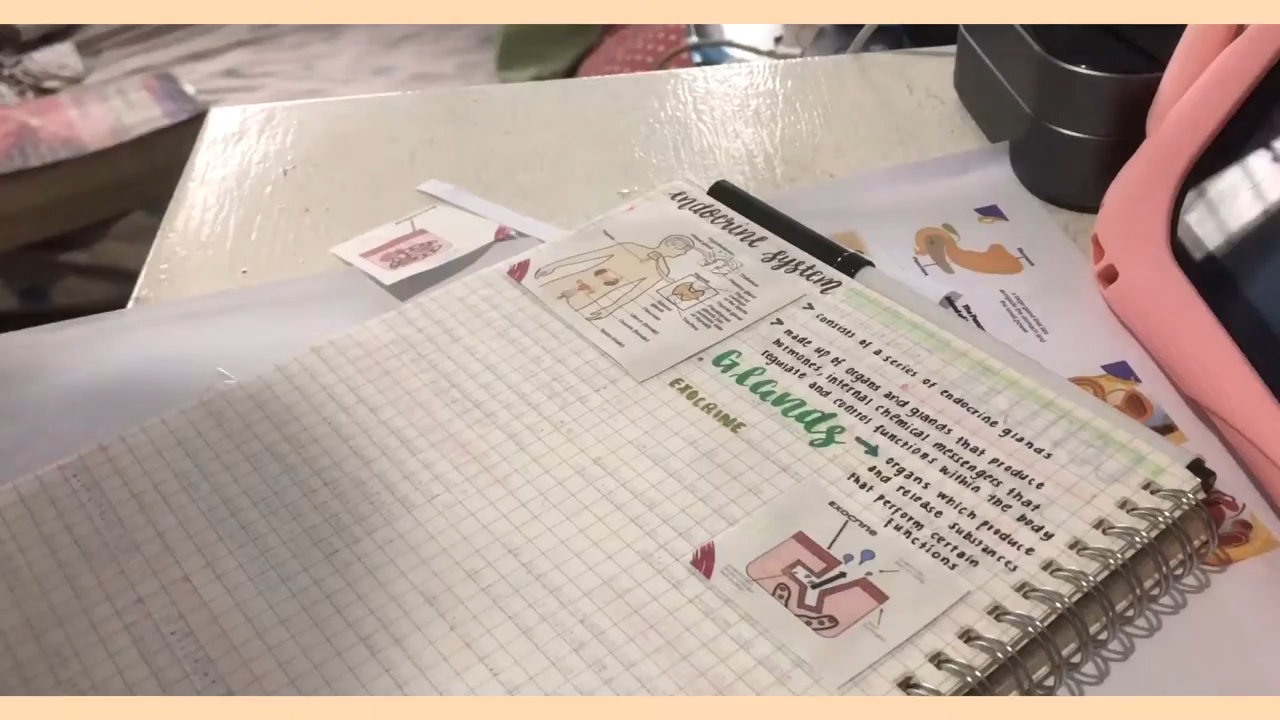 endocrine system
> consists of a series of endocrine glands
> made up of organs and glands that produce
hormones, internal chemical messengers that
regulate and control functions within the body
Glands → organs which produce
and release substances
that perform certain
functions
EXOCRINE
exocrine